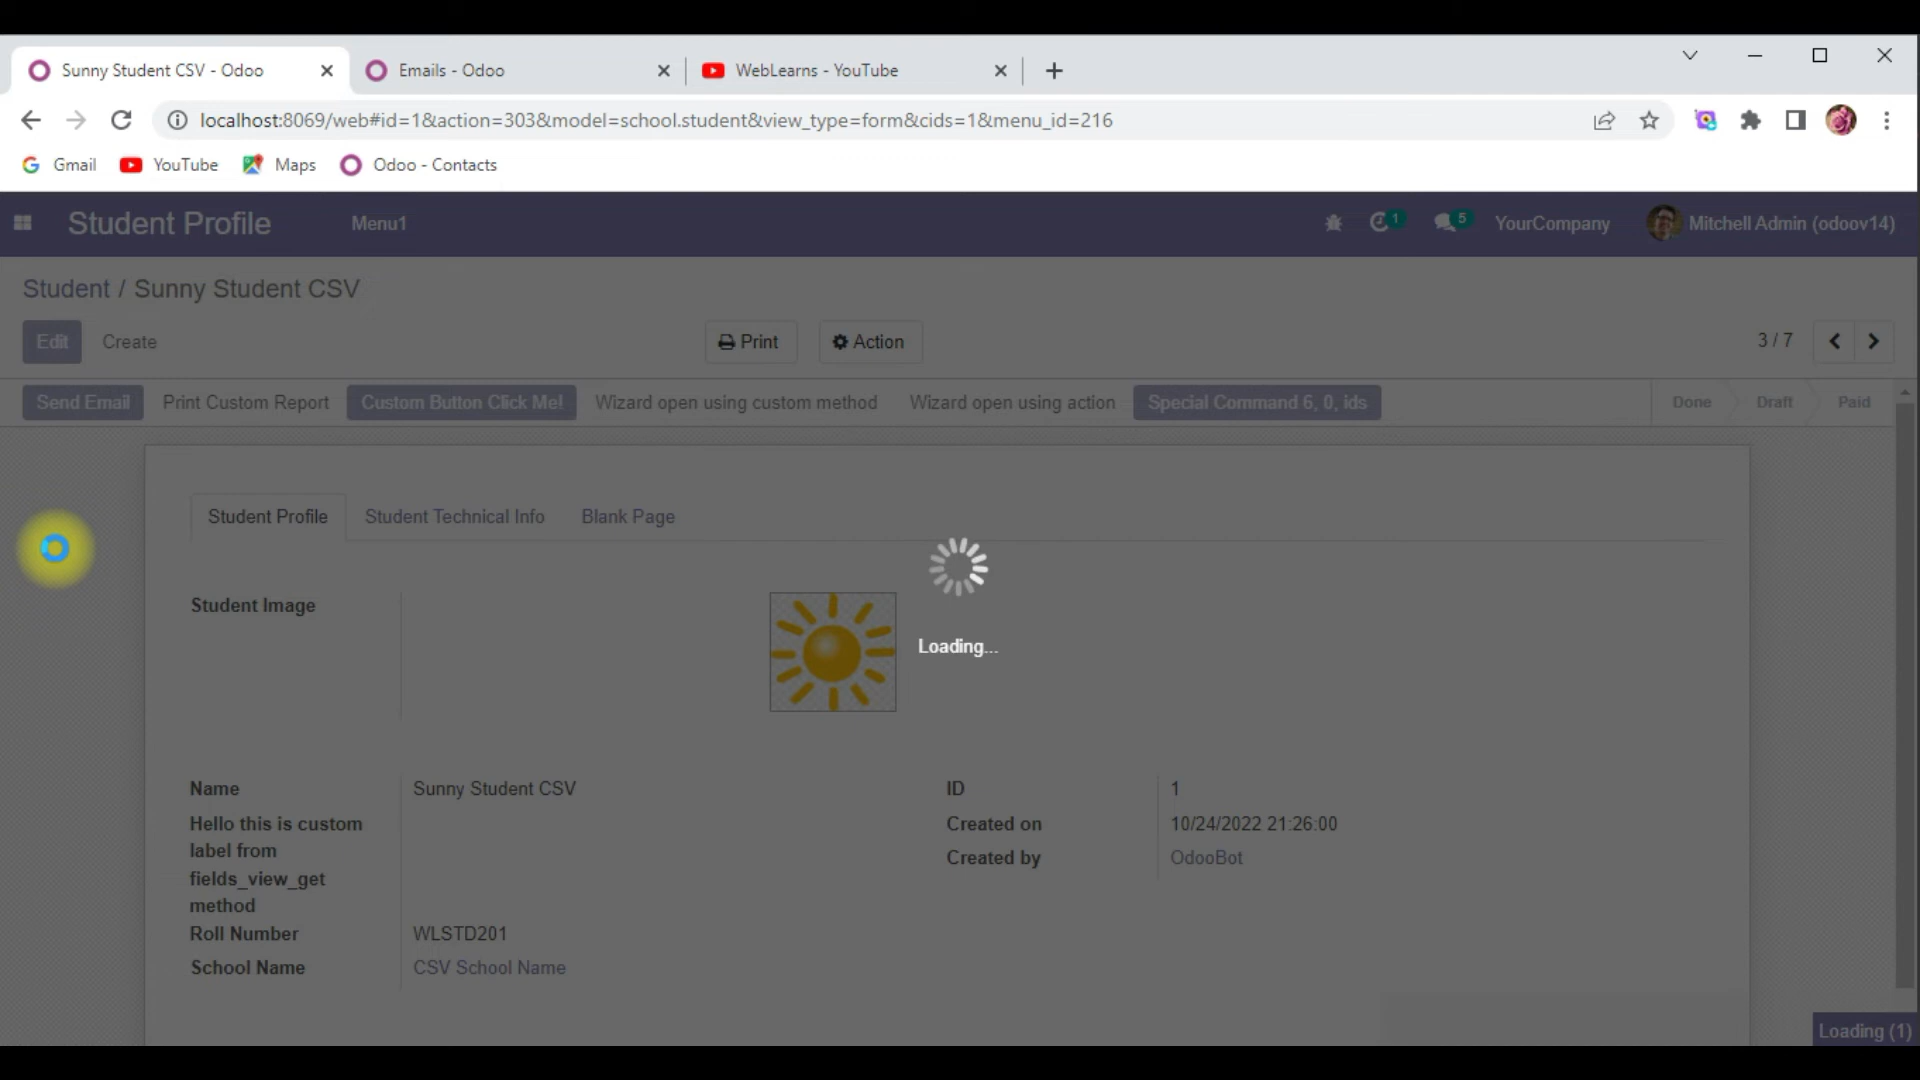 Sunny Student CSV - Odoo
Emails - Odoo
WebLearns - YouTube
localhost:8069/web#id=1&action=303&model=school.student&view_type=form&cids=1&menu_id=216
Gmail
YouTube
Maps
Odoo - Contacts
Student Profile
Menu1
1
5
YourCompany
Mitchell Admin (odoov14)
Student / Sunny Student CSV
Edit
Create
Print
Action
3 / 7
Send Email
Print Custom Report
Custom Button Click Me!
Wizard open using custom method
Wizard open using action
Special Command 6, 0, ids
Done
Draft
Paid
Student Profile
Student Technical Info
Blank Page
Student Image
Loading...
Name
Sunny Student CSV
Hello this is custom
label from
fields_view_get
method
Roll Number
WLSTD201
School Name
CSV School Name
ID
1
Created on
10/24/2022 21:26:00
Created by
OdooBot
Loading (1)